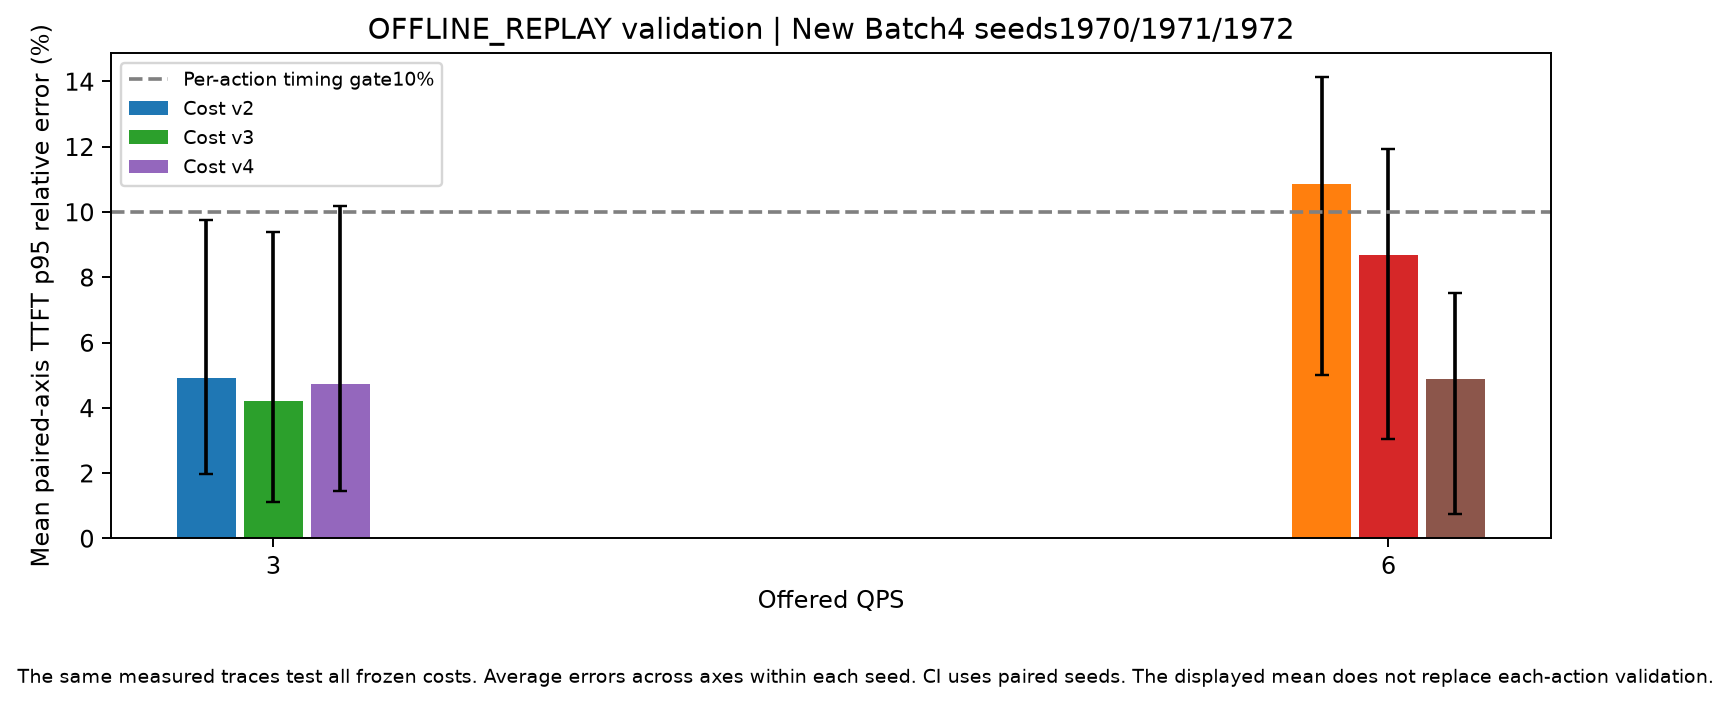 OFFLINE_REPLAY validation | New Batch4 seeds1970/1971/1972
Mean paired-axis TTFT p95 relative error (%)
14
12
10
8
6
4
2
0
Per-action timing gate10%
Cost v2
Cost v3
Cost v4
3
6
Offered QPS
The same measured traces test all frozen costs. Average errors across axes within each seed. CI uses paired seeds. The displayed mean does not replace each-action validation.